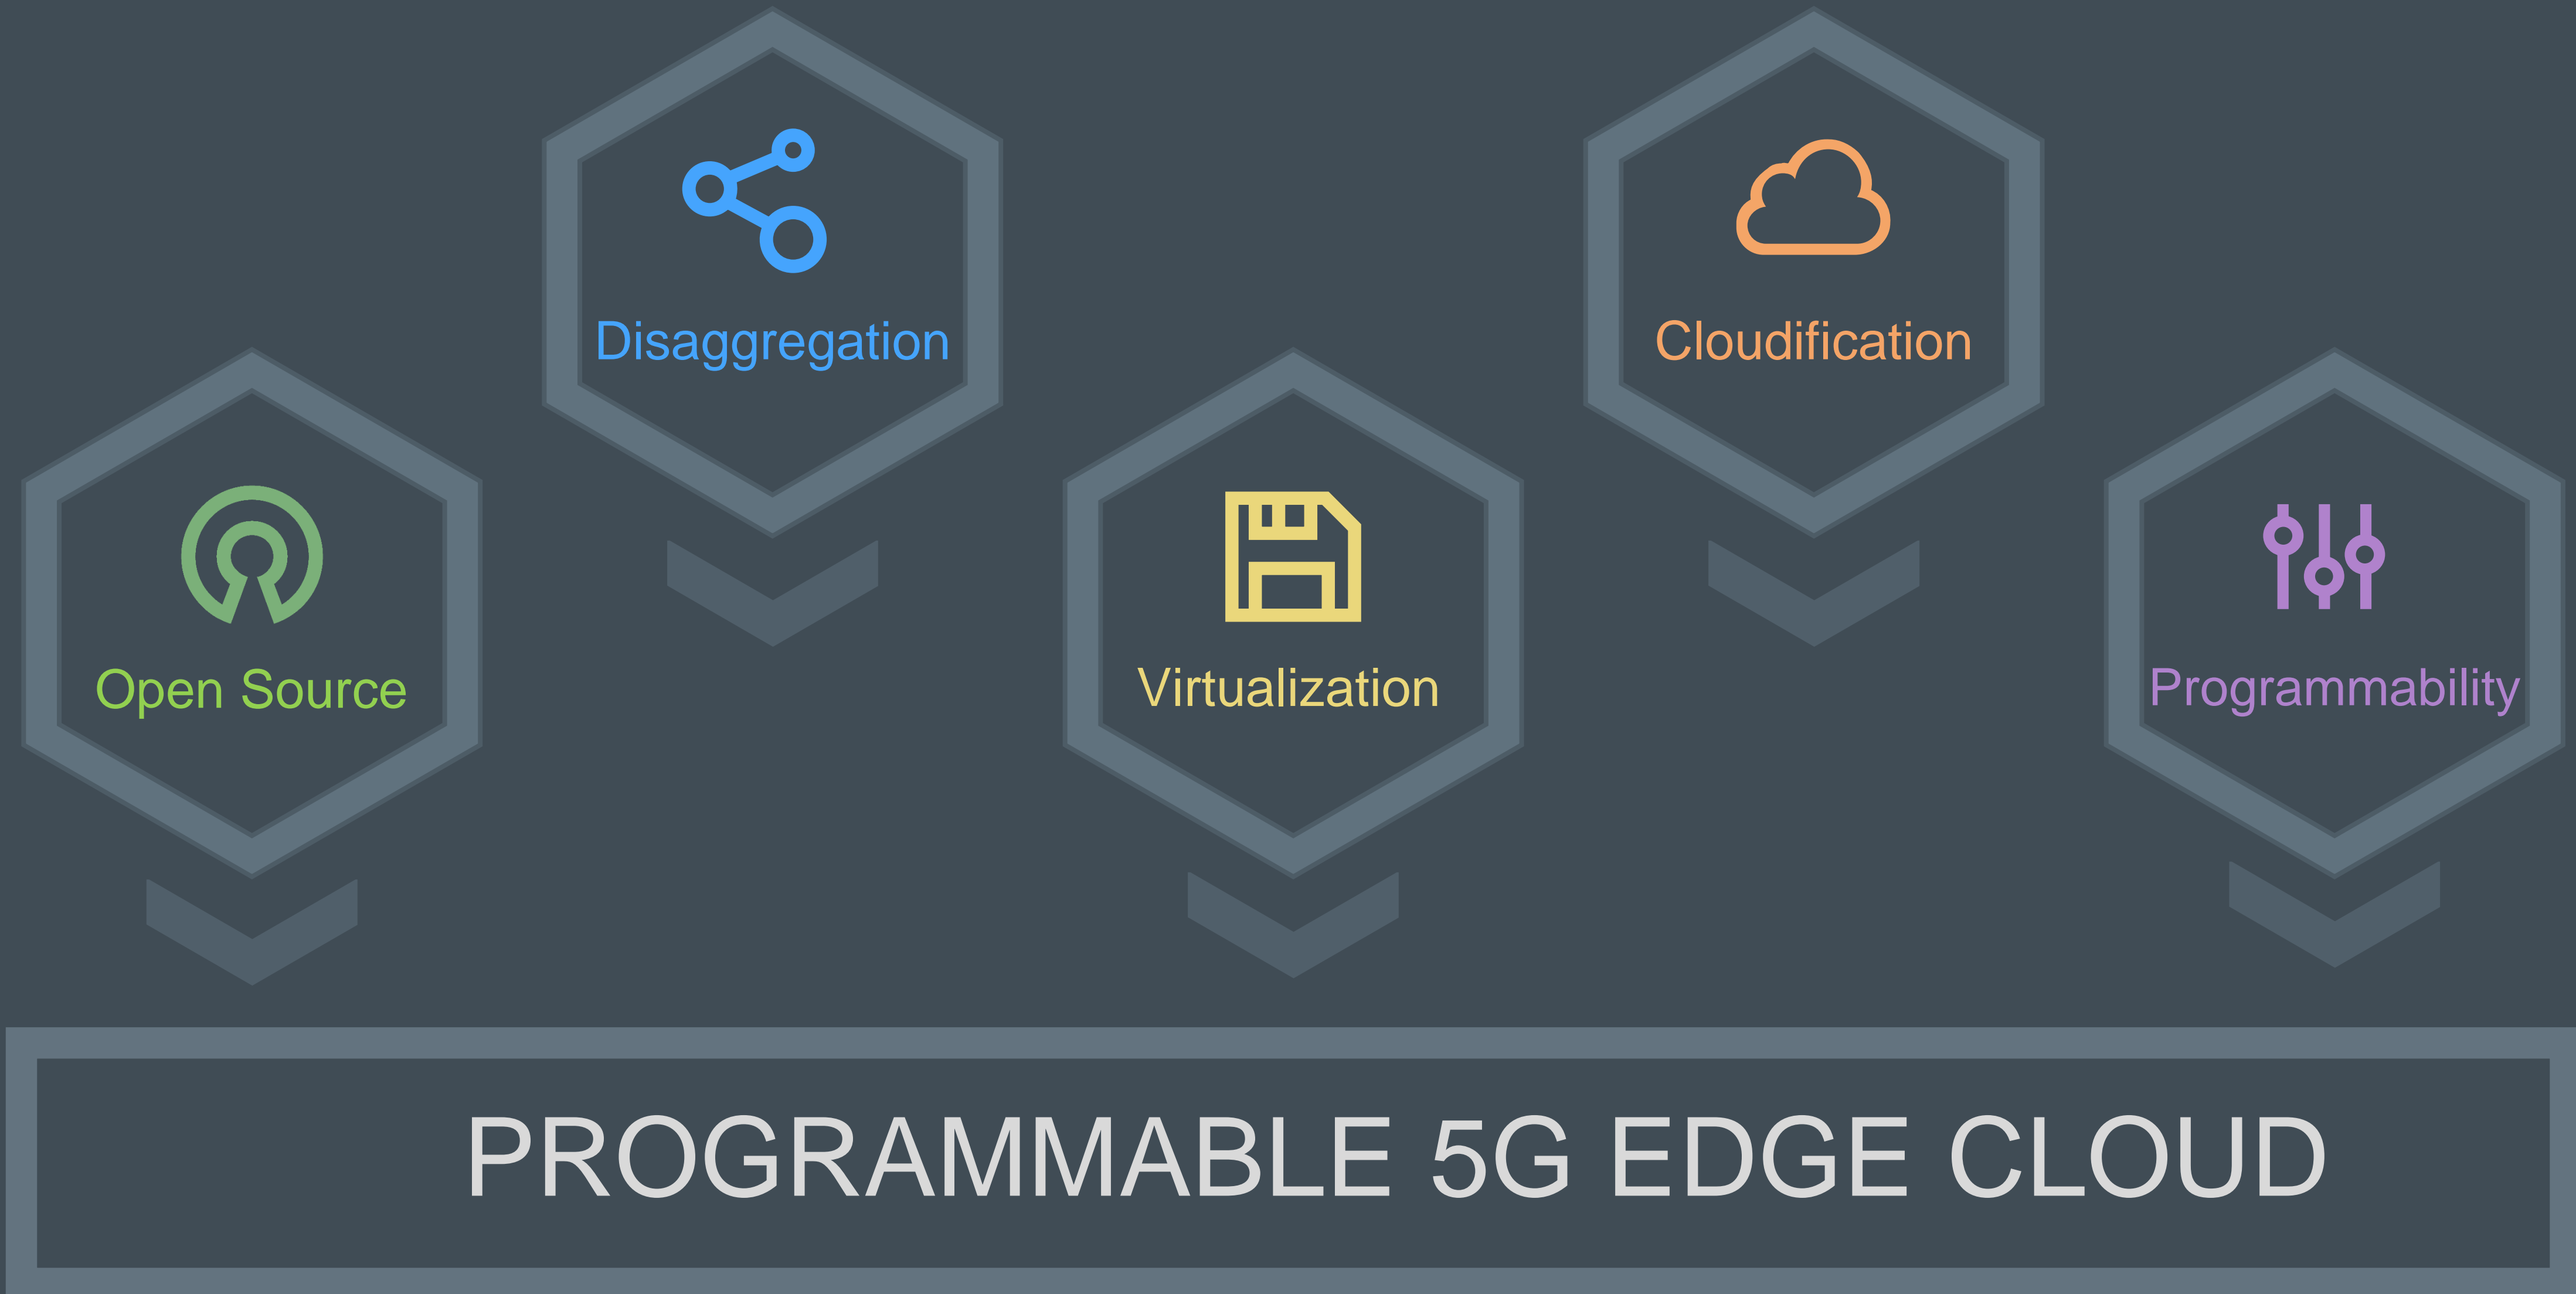 Disaggregation
Cloudification
Open Source
Virtualization
Programmability
PROGRAMMABLE 5G EDGE CLOUD